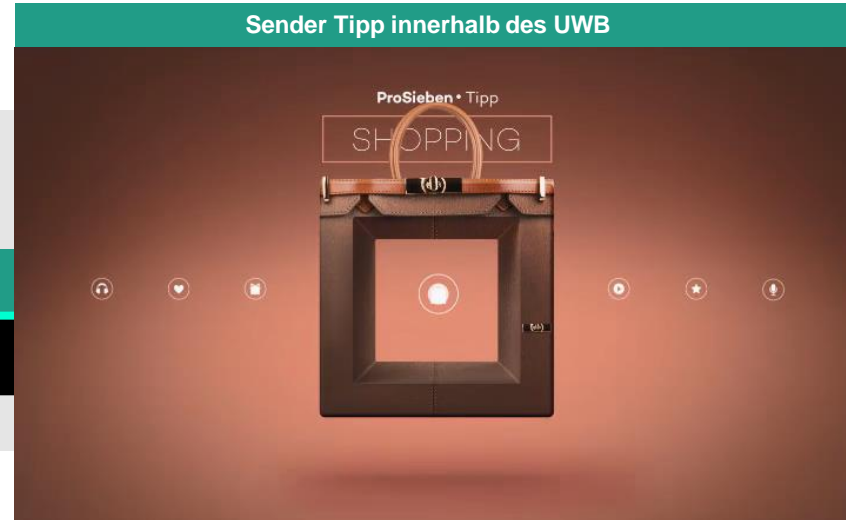 Sender Tipp innerhalb des UWB
ProSieben • Tipp
SHOPPING